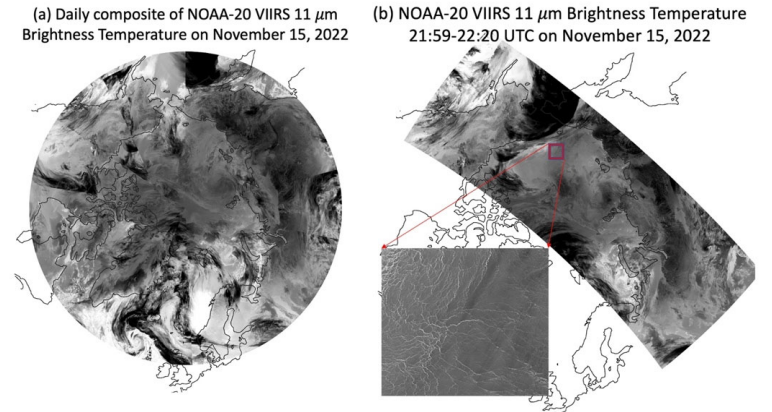 (a) Daily composite of NOAA-20 VIIRS 11 𝜇m
Brightness Temperature on November 15, 2022
(b) NOAA-20 VIIRS 11 𝜇m Brightness Temperature
21:59-22:20 UTC on November 15, 2022